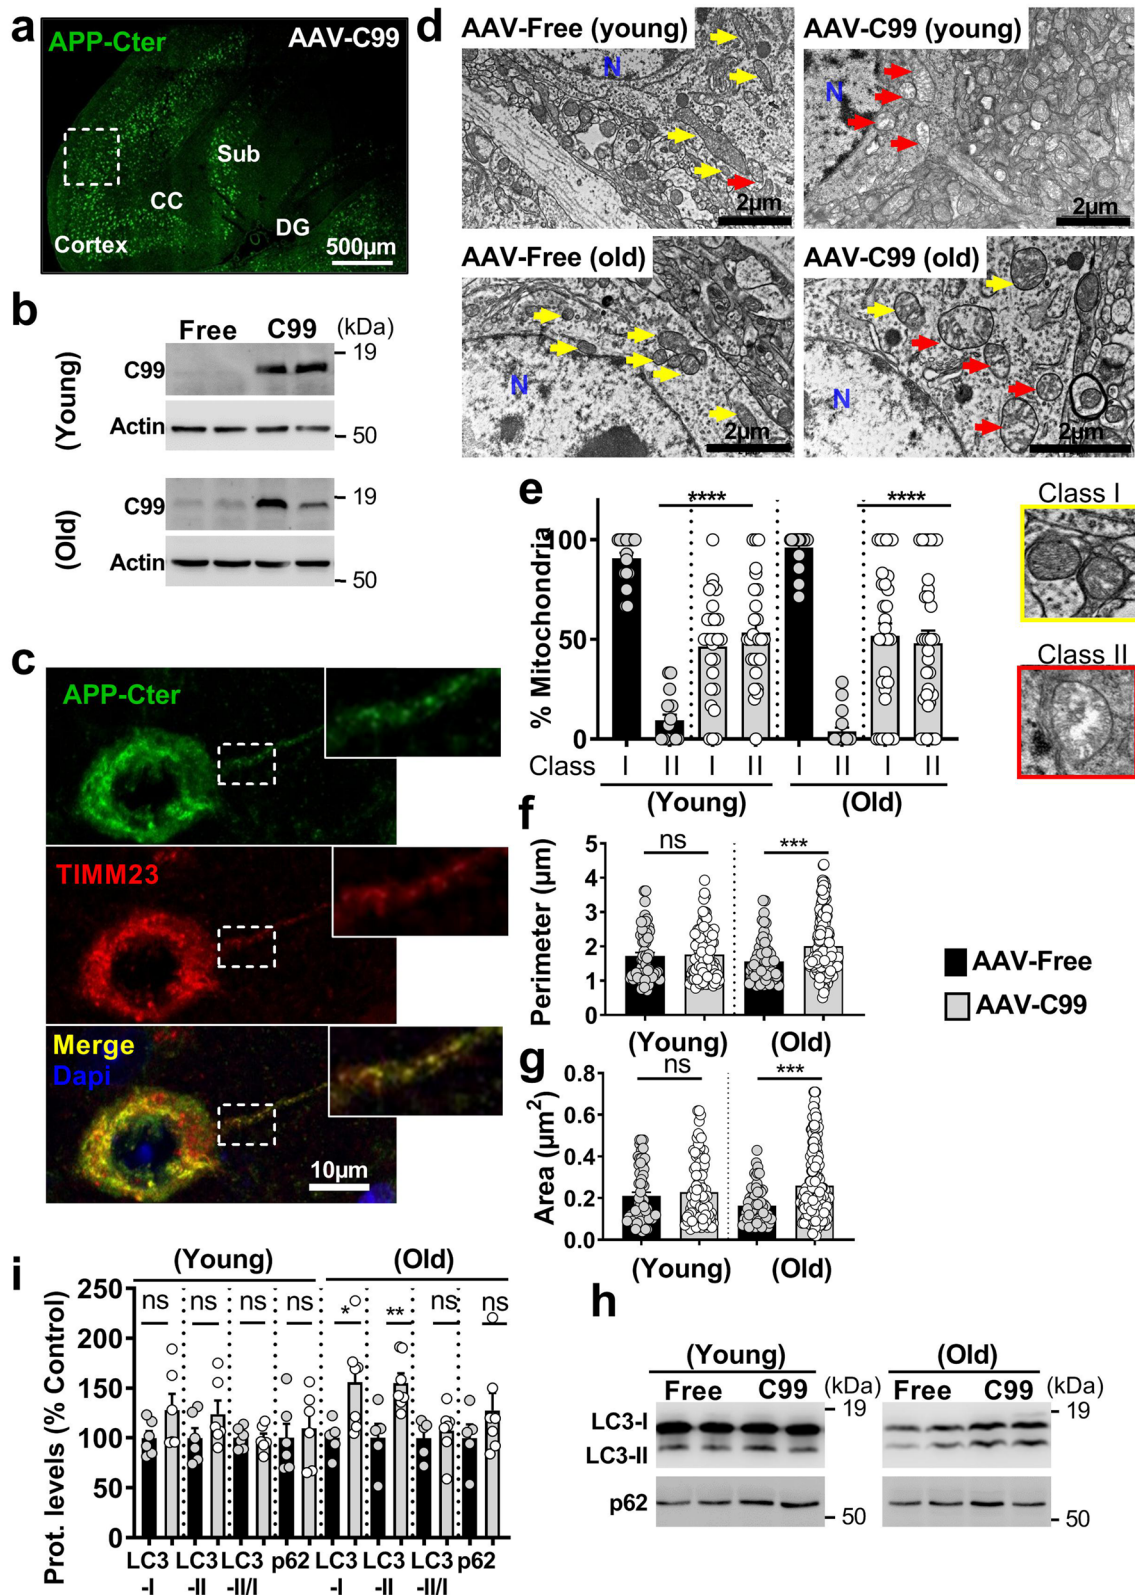 a
APP-Cter
AAV-C99
Sub
CC
DG
Cortex
500µm
b
Free C99 (kDa)
(Young)
C99
19
Actin
50
(Old)
C99
19
Actin
50
c
APP-Cter
TIMM23
Merge
Dapi
10µm
d
AAV-Free (young)
N
2µm
AAV-C99 (young)
N
2µm
AAV-Free (old)
N
2µm
AAV-C99 (old)
N
2µm
e
**** ****
% Mitochondria
100
50
0
Class I II I II I II I II
(Young) (Old)
Class I
Class II
f
ns ***
Perimeter (µm)
5
4
3
2
1
0
(Young) (Old)
AAV-Free
AAV-C99
g
ns ***
Area (µm²)
0.8
0.6
0.4
0.2
0.0
(Young) (Old)
h
(Young) (Old)
Free C99 (kDa) Free C99 (kDa)
LC3-I
19
19
LC3-II
p62
50
50
i
(Young) (Old)
ns ns ns ns * ** ns ns
Prot. levels (% Control)
250
200
150
100
50
0
LC3 LC3 LC3 p62 LC3 LC3 LC3 p62
-I -II -II/I -I -II -II/I